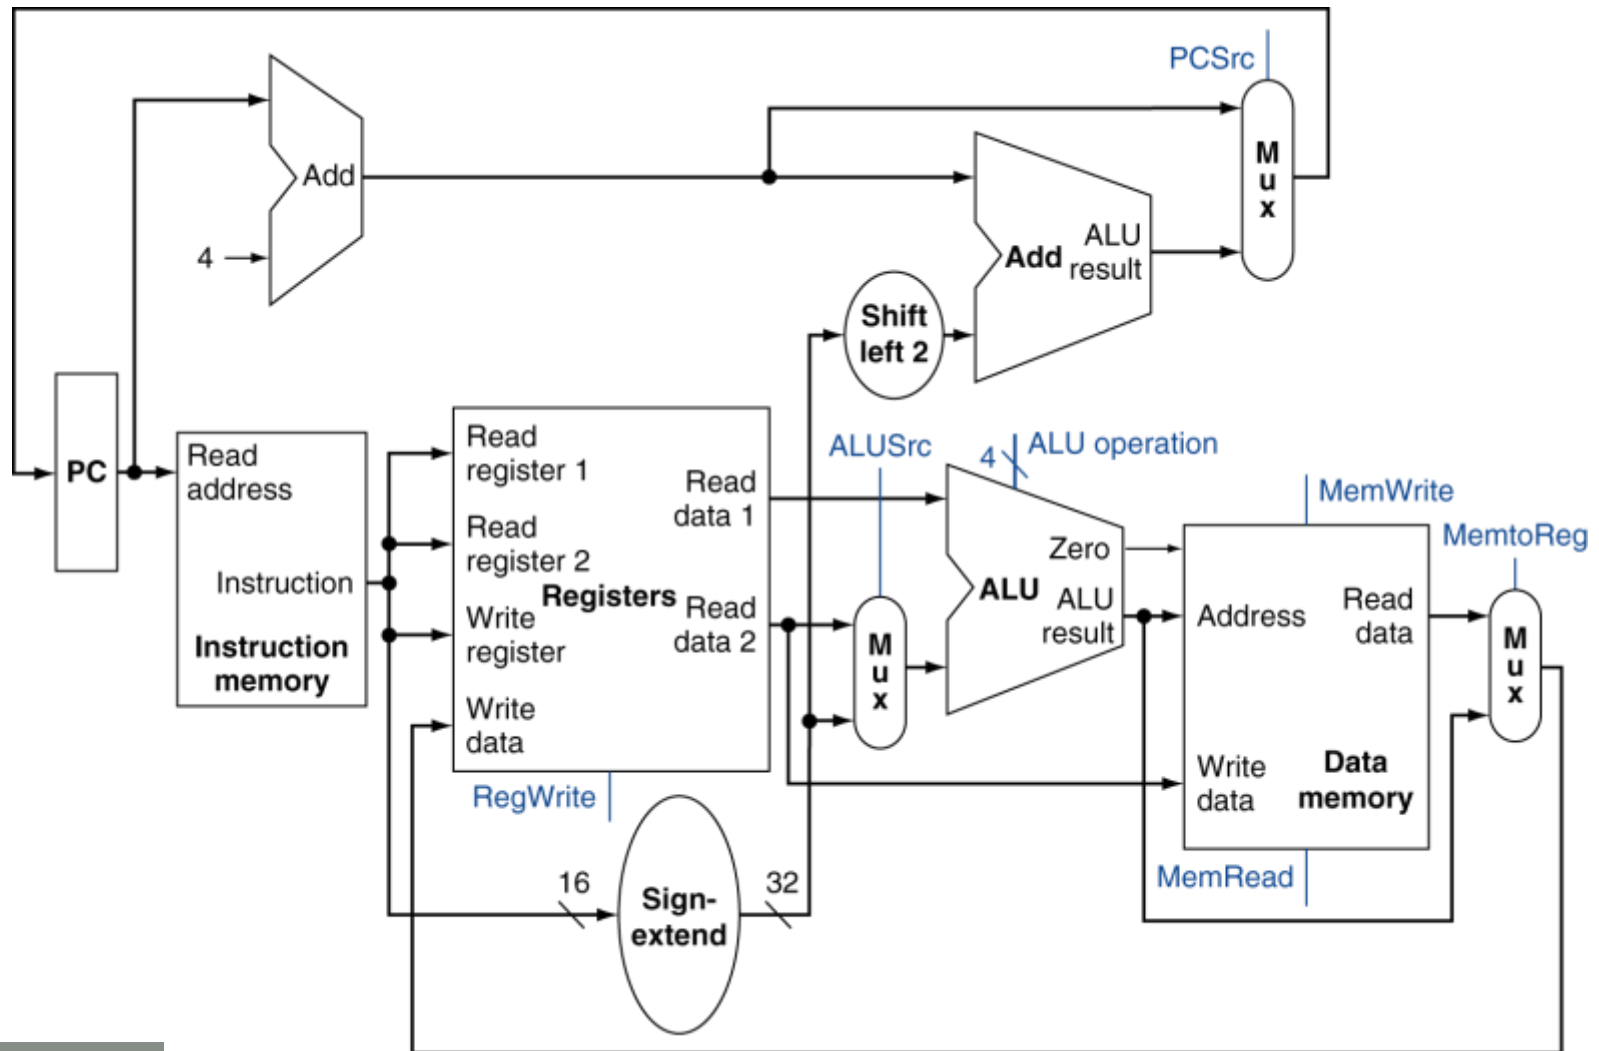 PCSrc
M
u
x
Add
4
Add
ALU
result
Shift
left 2
PC
Read
address
Instruction
Instruction
memory
Read
register 1
Read
register 2
Write
register
Write
data
Registers
Read
data 1
Read
data 2
RegWrite
16
Sign-
extend
32
ALUSrc
M
u
x
4
ALU operation
Zero
ALU
ALU
result
MemWrite
Address
Read
data
Write
data
Data
memory
MemRead
MemtoReg
M
u
x